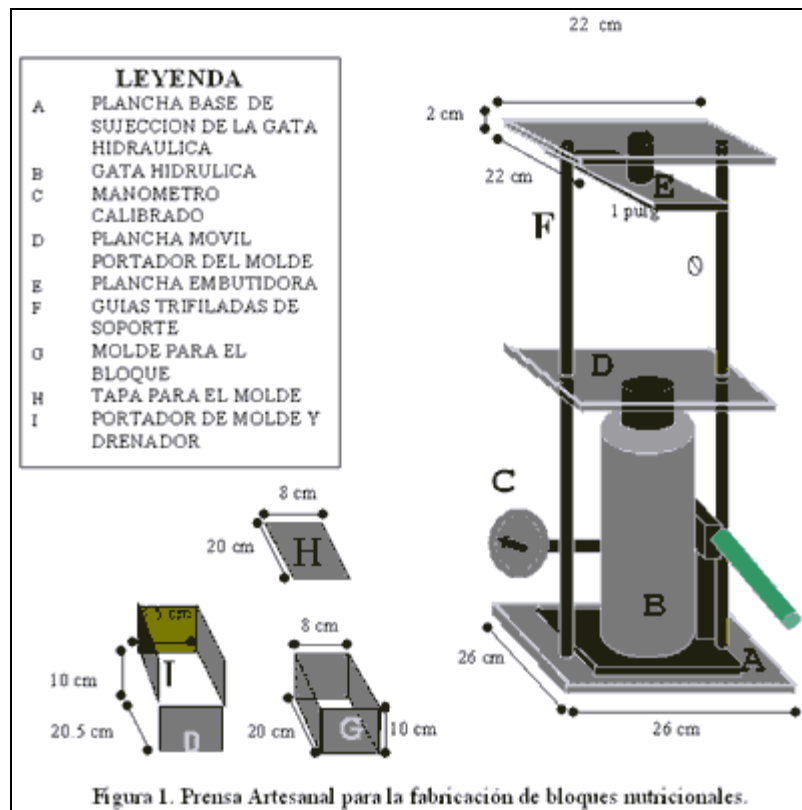 22 cm
LEYENDA
A PLANCHA BASE DE
SUJECCION DE LA GATA
HIDRAULICA
B GATA HIDRULICA
C MANOMETRO
CALIBRADO
D PLANCHA MOVIL
PORTADOR DEL MOLDE
E PLANCHA EMBUTIDORA
F GUIAS TRIFILADAS DE
SOPORTE
G MOLDE PARA EL
BLOQUE
H TAPA PARA EL MOLDE
I PORTADOR DE MOLDE Y
DRENADOR
2 cm
22 cm
E
1 pulg
F
0
D
C
B
A
26 cm
26 cm
8 cm
20 cm
H
cm
I
10 cm
20.5 cm
D
8 cm
20 cm
G
10 cm
Figura 1. Prensa Artesanal para la fabricación de bloques nutricionales.